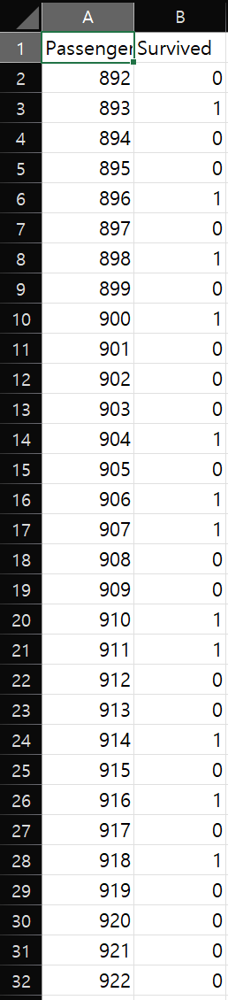 A B
1 Passenger Survived
2 892 0
3 893 1
4 894 0
5 895 0
6 896 1
7 897 0
8 898 1
9 899 0
10 900 1
11 901 0
12 902 0
13 903 0
14 904 1
15 905 0
16 906 1
17 907 1
18 908 0
19 909 0
20 910 1
21 911 1
22 912 0
23 913 0
24 914 1
25 915 0
26 916 1
27 917 0
28 918 1
29 919 0
30 920 0
31 921 0
32 922 0